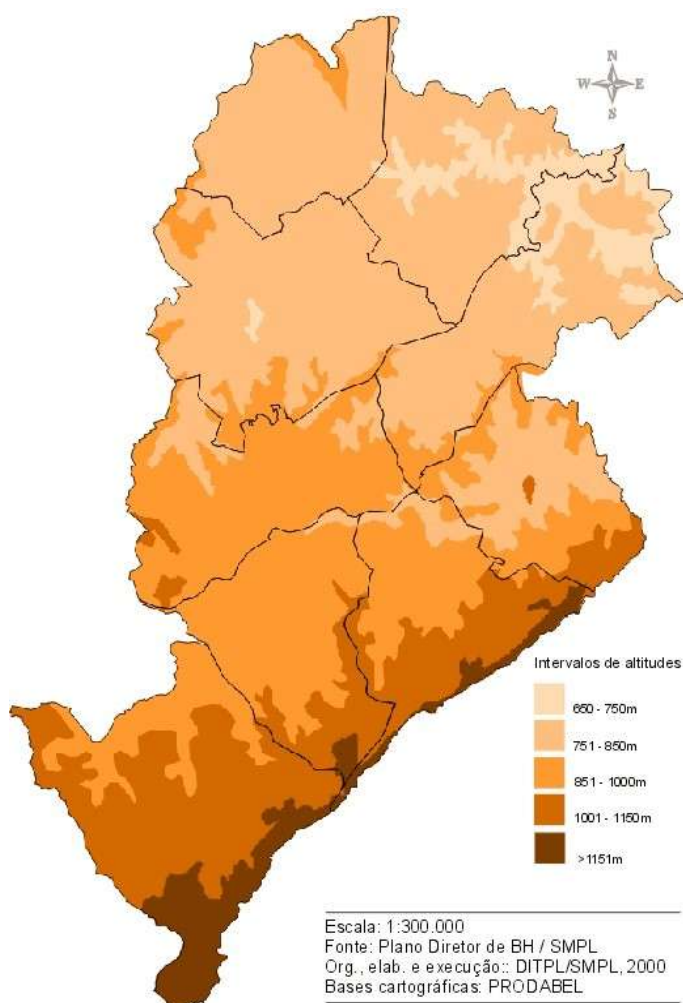 N
W E
S
Intervalos de altitudes
650 - 750m
751 - 850m
851 - 1000m
1001 - 1150m
>1151m
Escala: 1:300.000
Fonte: Plano Diretor de BH / SMPL
Org., elab. e execução:: DITPL/SMPL, 2000
Bases cartográficas: PRODABEL